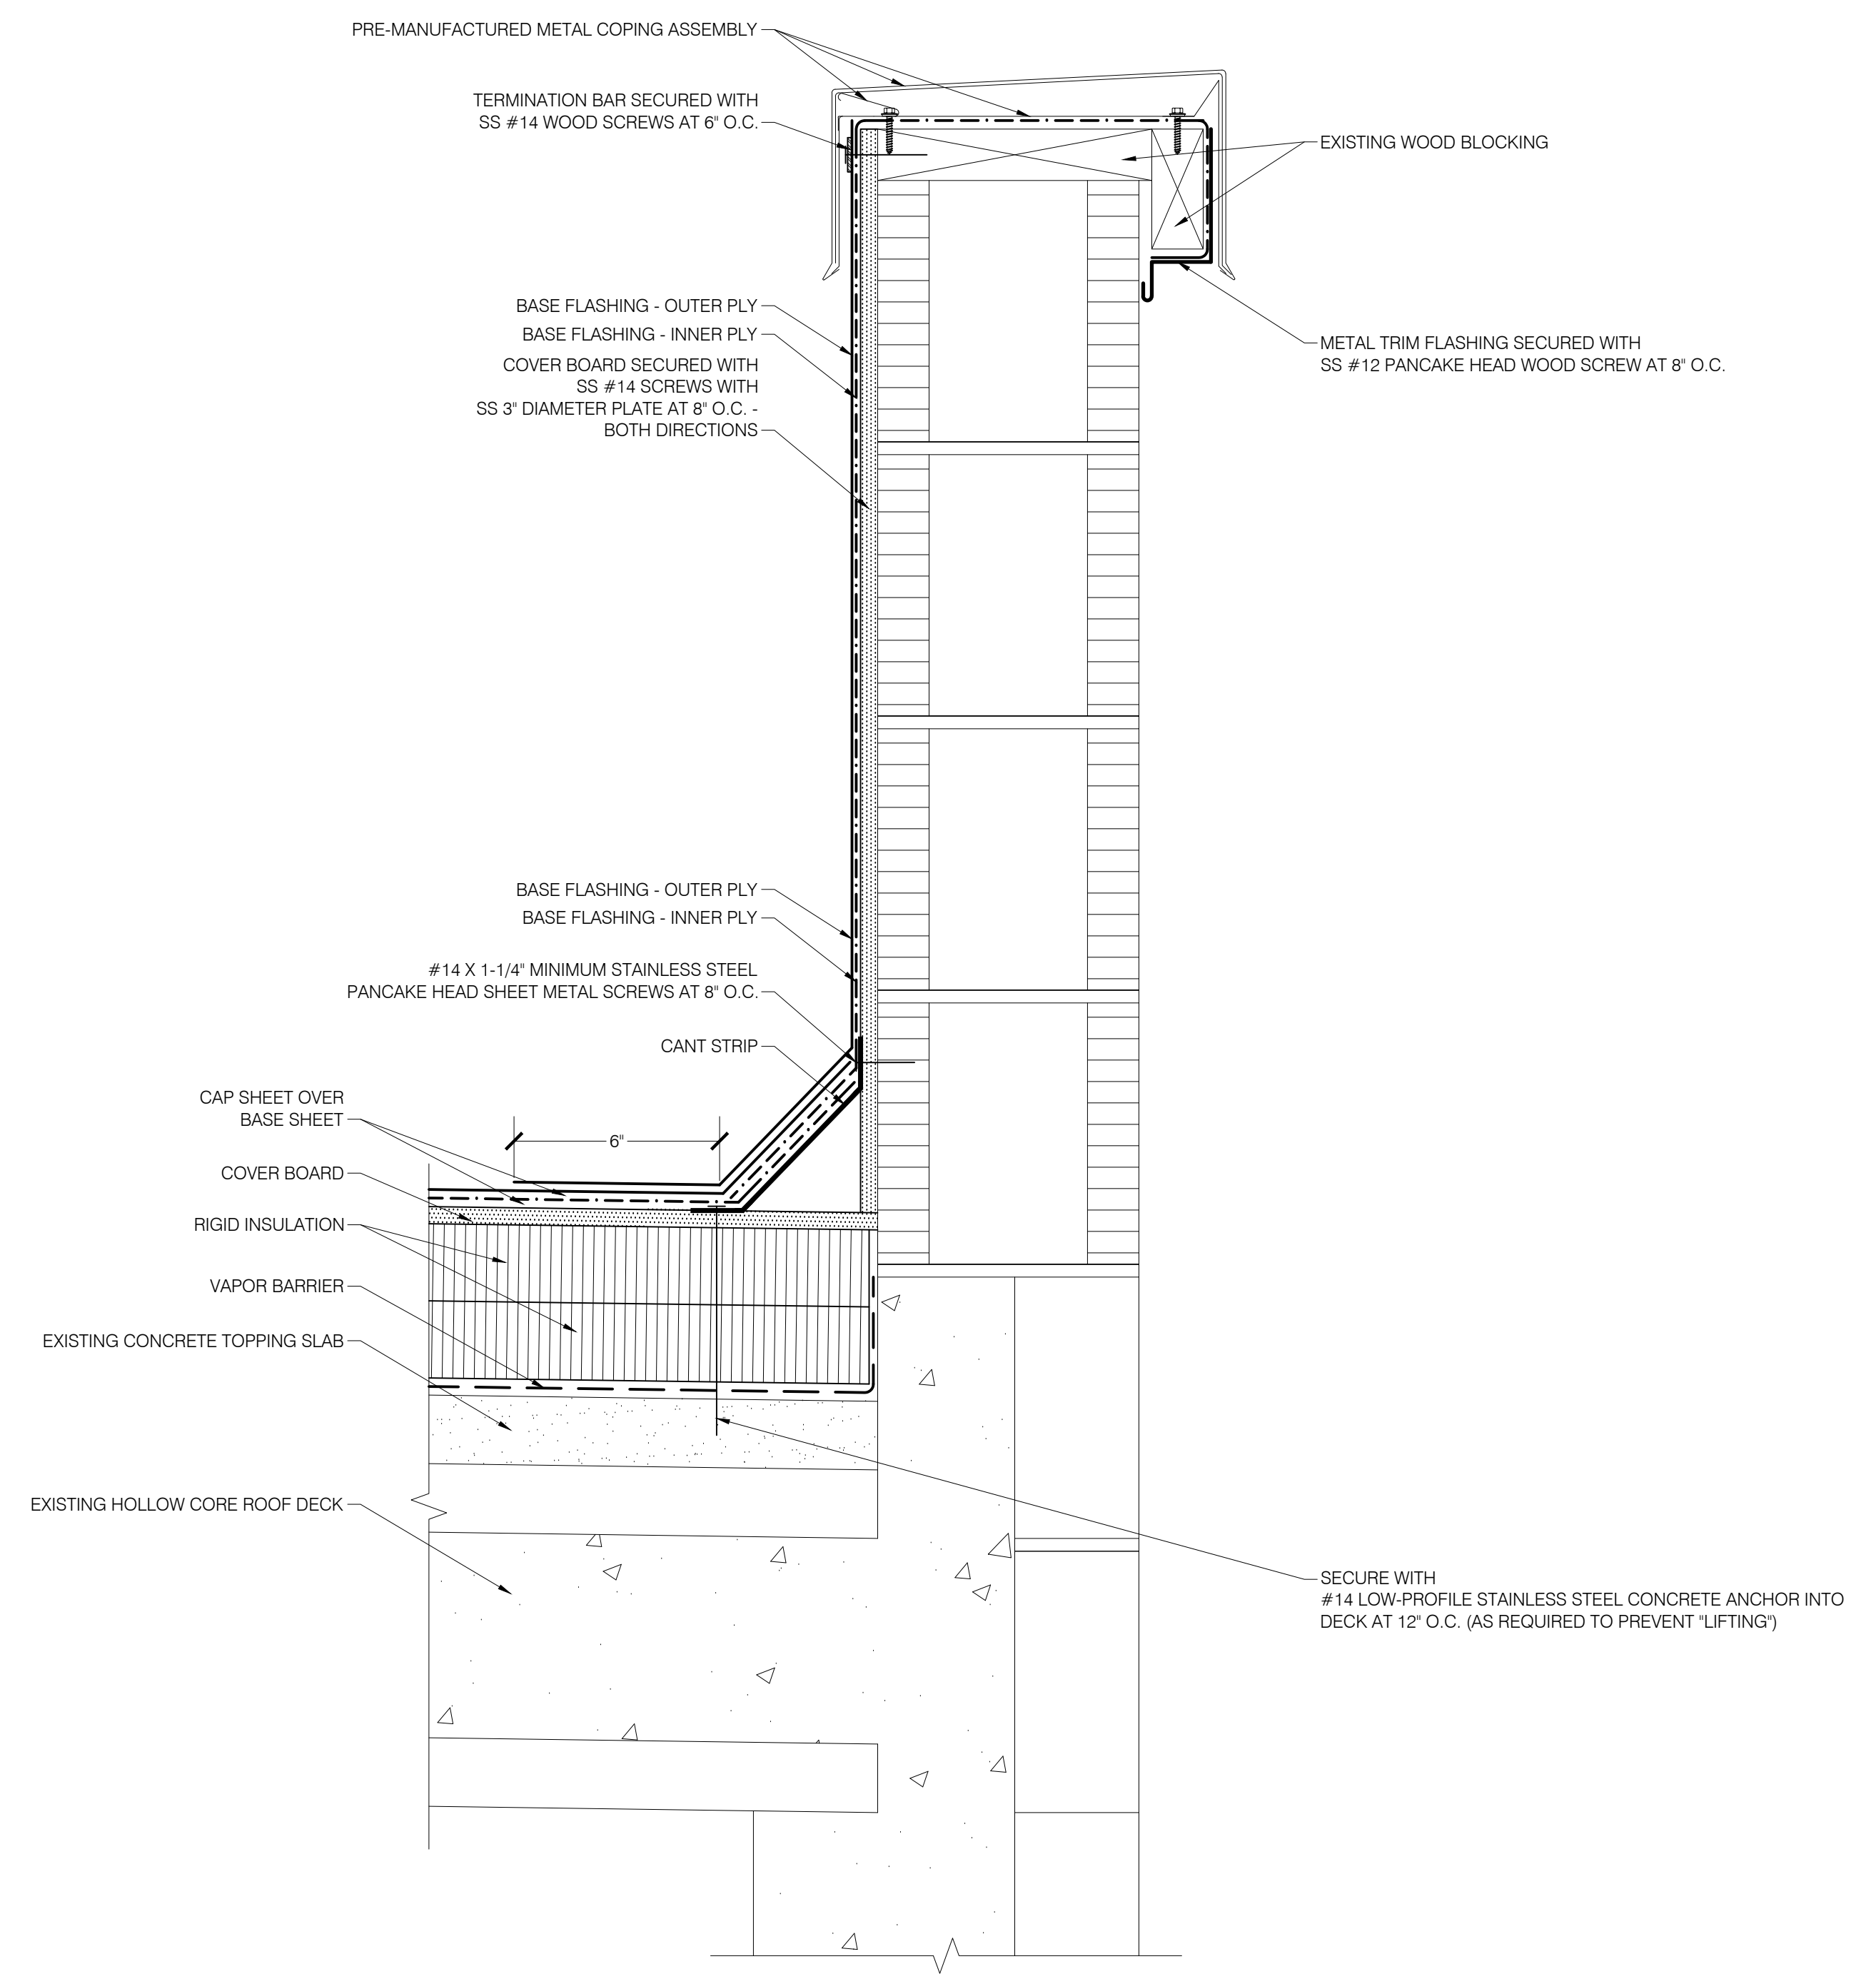 PRE-MANUFACTURED METAL COPING ASSEMBLY
TERMINATION BAR SECURED WITH
SS #14 WOOD SCREWS AT 6" O.C.
EXISTING WOOD BLOCKING
BASE FLASHING - OUTER PLY
BASE FLASHING - INNER PLY
COVER BOARD SECURED WITH
SS #14 SCREWS WITH
SS 3" DIAMETER PLATE AT 8" O.C. -
BOTH DIRECTIONS
METAL TRIM FLASHING SECURED WITH
SS #12 PANCAKE HEAD WOOD SCREW AT 8" O.C.
BASE FLASHING - OUTER PLY
BASE FLASHING - INNER PLY
#14 X 1-1/4" MINIMUM STAINLESS STEEL
PANCAKE HEAD SHEET METAL SCREWS AT 8" O.C.
CANT STRIP
CAP SHEET OVER
BASE SHEET
6"
COVER BOARD
RIGID INSULATION
VAPOR BARRIER
EXISTING CONCRETE TOPPING SLAB
EXISTING HOLLOW CORE ROOF DECK
SECURE WITH
#14 LOW-PROFILE STAINLESS STEEL CONCRETE ANCHOR INTO
DECK AT 12" O.C. (AS REQUIRED TO PREVENT "LIFTING")